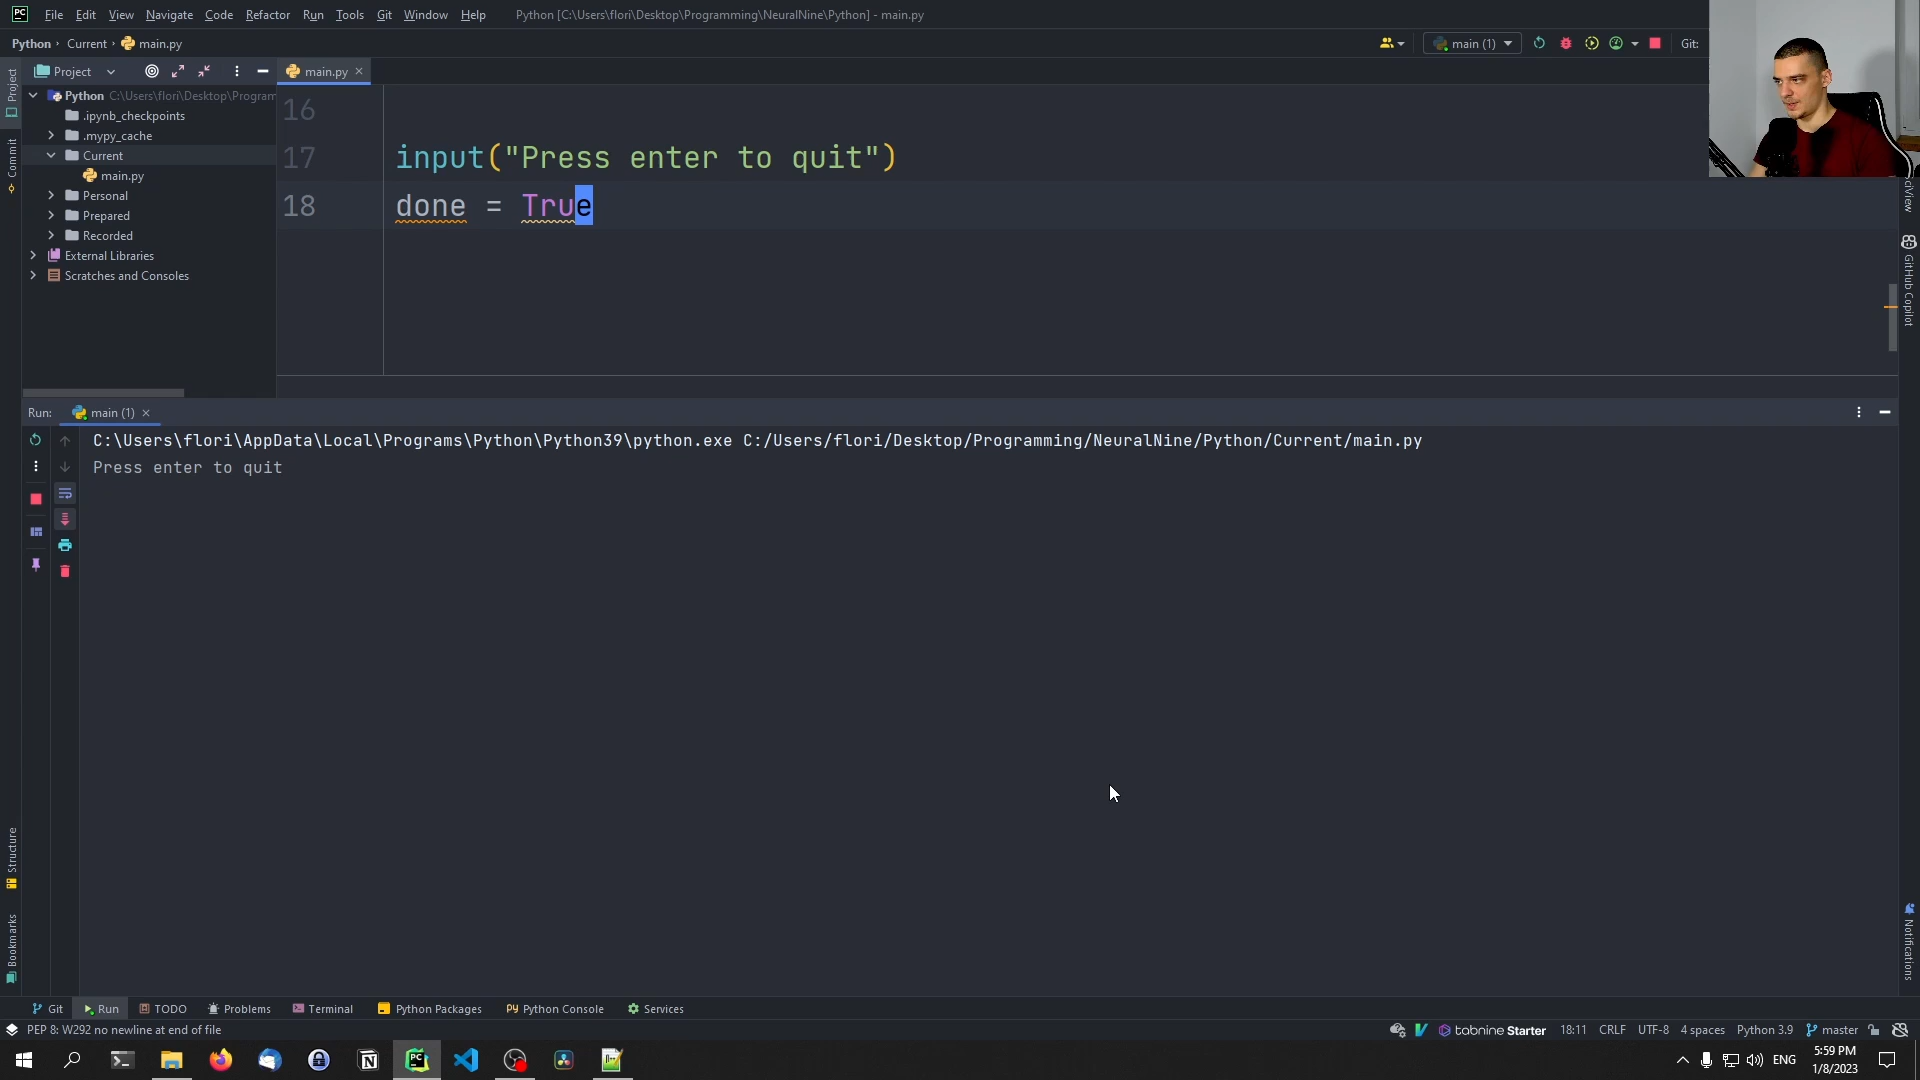 PC File Edit View Navigate Code Refactor Run Tools Git Window Help Python [C:\Users\flori\Desktop\Programming\NeuralNine\Python] - main.py
Python Current main.py main (1) Git:
Project main.py
Project
Commit
Python C:\Users\flori\Desktop\Program
.ipynb_checkpoints
.mypy_cache
Current
main.py
Personal
Prepared
Recorded
External Libraries
Scratches and Consoles
16
17 input("Press enter to quit")
18 done = True
GitHub Copilot
Run: main (1)
C:\Users\flori\AppData\Local\Programs\Python\Python39\python.exe C:/Users/flori/Desktop/Programming/NeuralNine/Python/Current/main.py
Press enter to quit
Structure
Bookmarks
Notifications
Git Run TODO Problems Terminal PY Python Console Python Packages Services
PEP 8: W292 no newline at end of file tabnine Starter 18:11 CRLF UTF-8 4 spaces Python 3.9 master
PC ENG 5:59 PM
1/8/2023